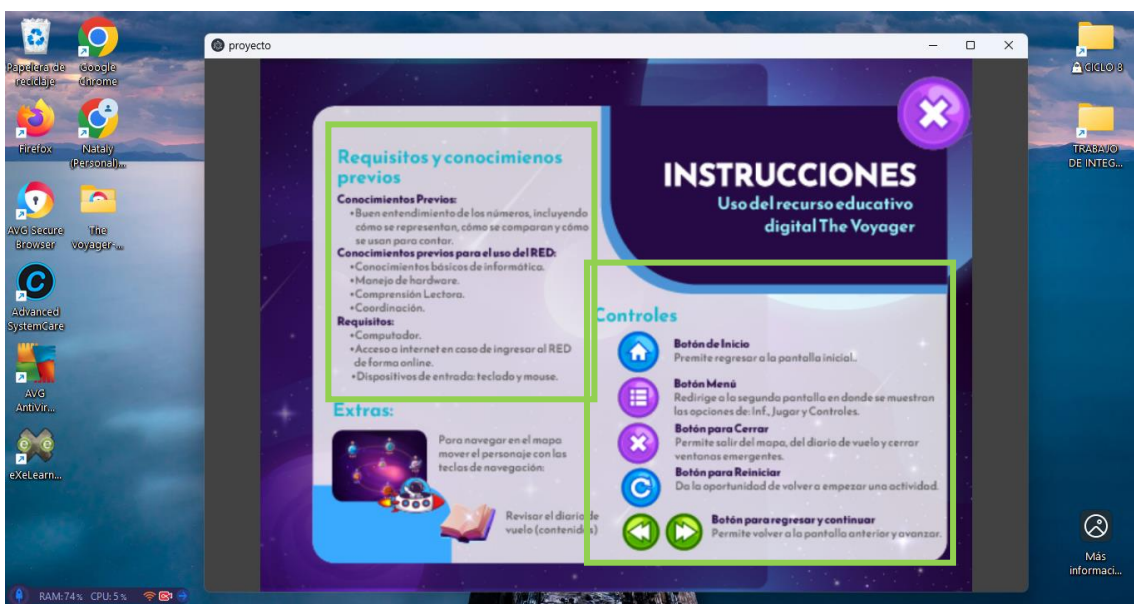 Papelera de
reciclaje
Google
Chrome
Firefox
Nataly
(Personal)...
AVG Secure
Browser
The
voyager-...
Advanced
SystemCare
AVG
AntiVir...
eXeLearn...
RAM:74% CPU:5%
proyecto
Requisitos y conocimienos
previos
Conocimientos Previos:
•Buen entendimiento de los números, incluyendo
cómo se representan, cómo se comparan y cómo
se usan para contar.
Conocimientos previos para el uso del RED:
•Conocimientos básicos de informática.
•Manejo de hardware.
•Comprensión Lectora.
•Coordinación.
Requisitos:
•Computador.
•Acceso a internet en caso de ingresar al RED
de forma online.
•Dispositivos de entrada: teclado y mouse.
Extras:
Para navegar en el mapa
mover el personaje con las
teclas de navegación:
Revisar el diario de
vuelo (contenidos)
INSTRUCCIONES
Uso del recurso educativo
digital The Voyager
Controles
Botón de Inicio
Premite regresar a la pantalla inicial..
Botón Menú
Redirige a la segunda pantalla en donde se muestran
las opciones de: Inf., Jugar y Controles.
Botón para Cerrar
Permite salir del mapa, del diario de vuelo y cerrar
ventanas emergentes.
Botón para Reiniciar
Da la oportunidad de volver a empezar una actividad.
Botón para regresar y continuar
Permite volver a la pantalla anterior y avanzar.
CICLO 8
TRABAJO
DE INTEG...
Más
informaci...